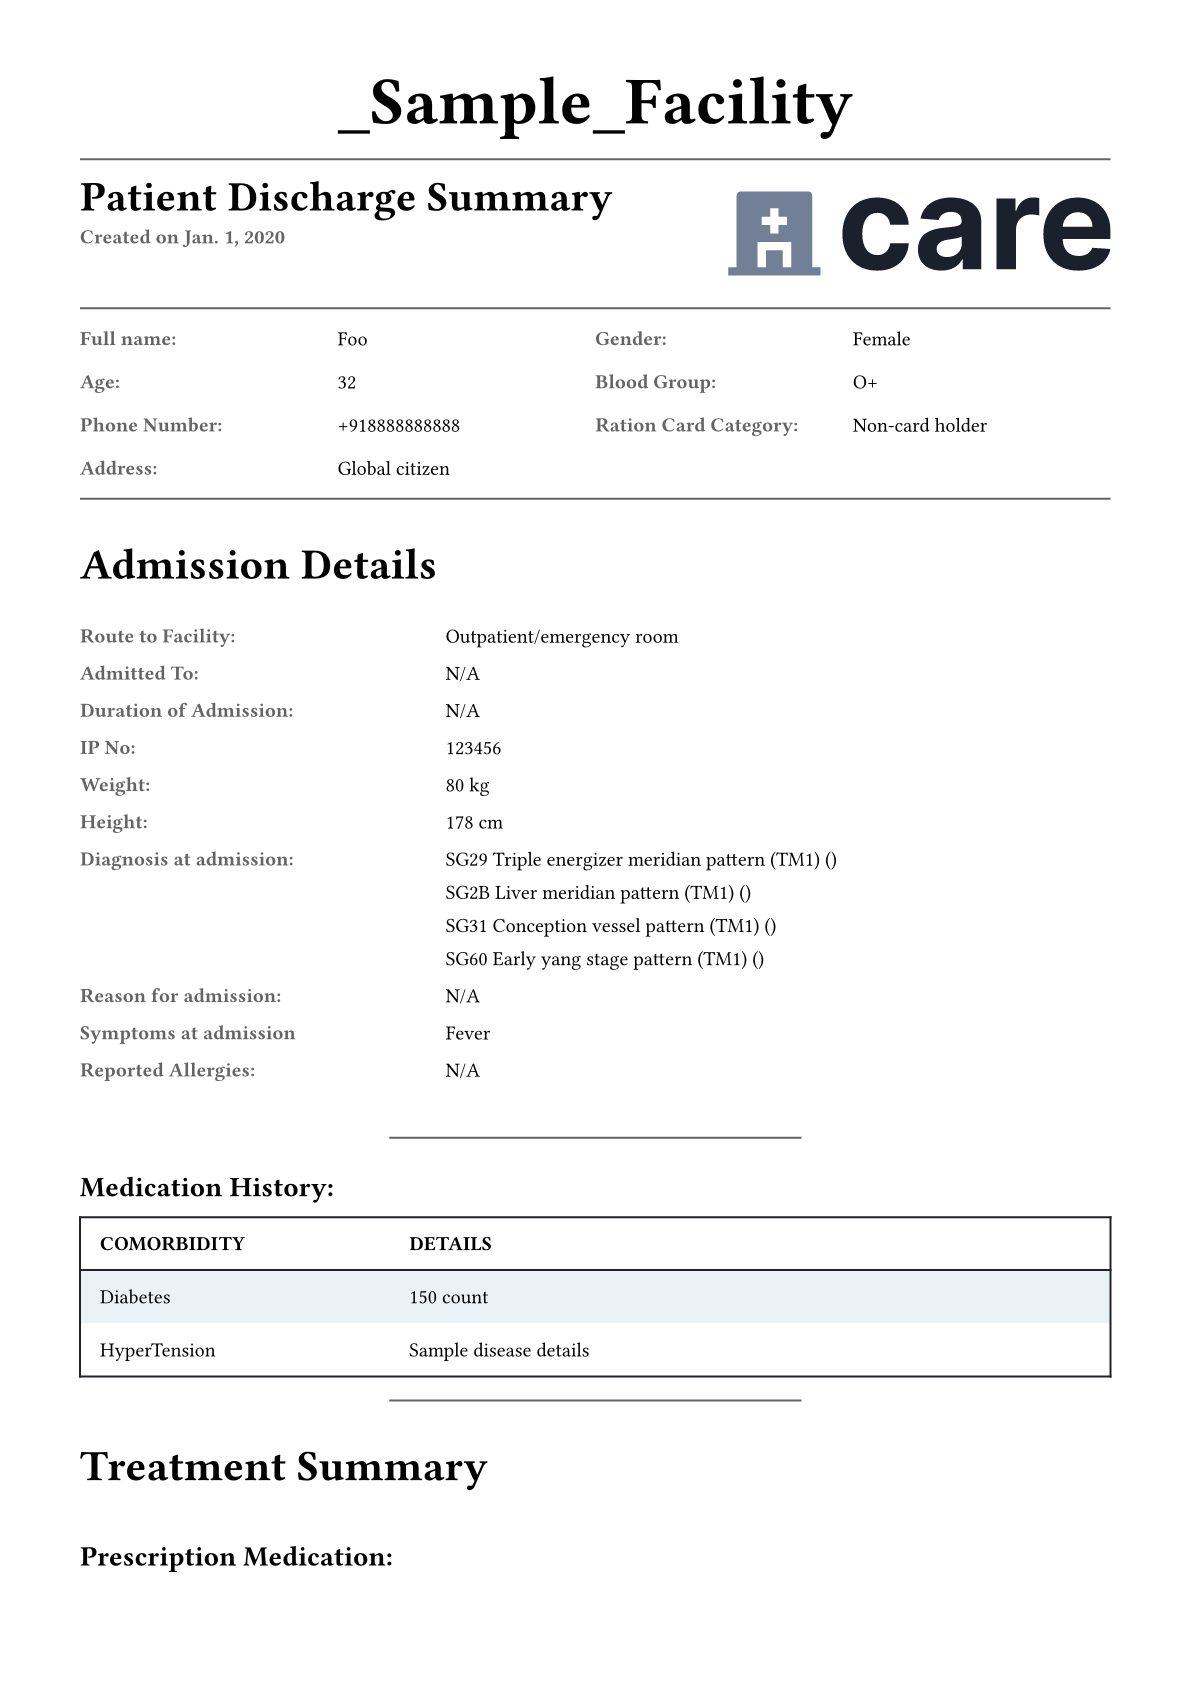 _Sample_Facility
Patient Discharge Summary
Created on Jan. 1, 2020
care
Full name: Foo Gender: Female
Age: 32 Blood Group: O+
Phone Number: +918888888888 Ration Card Category: Non-card holder
Address: Global citizen
Admission Details
Route to Facility: Outpatient/emergency room
Admitted To: N/A
Duration of Admission: N/A
IP No: 123456
Weight: 80 kg
Height: 178 cm
Diagnosis at admission: SG29 Triple energizer meridian pattern (TM1) ()
SG2B Liver meridian pattern (TM1) ()
SG31 Conception vessel pattern (TM1) ()
SG60 Early yang stage pattern (TM1) ()
Reason for admission: N/A
Symptoms at admission Fever
Reported Allergies: N/A
Medication History:
COMORBIDITY DETAILS
Diabetes 150 count
HyperTension Sample disease details
Treatment Summary
Prescription Medication: